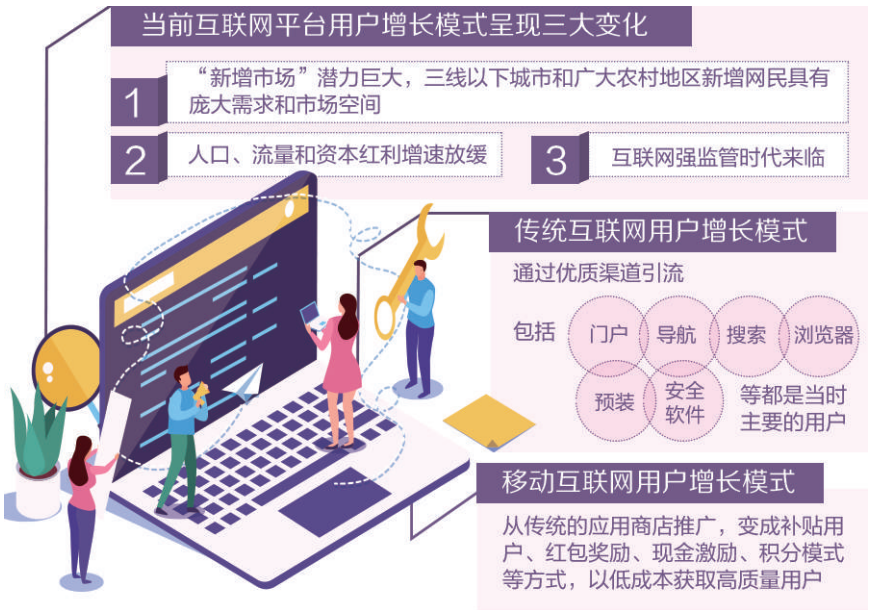 当前互联网平台用户增长模式呈现三大变化
1
“新增市场”潜力巨大，三线以下城市和广大农村地区新增网民具有
庞大需求和市场空间
2
人口、流量和资本红利增速放缓
3
互联网强监管时代来临
传统互联网用户增长模式
通过优质渠道引流
包括
门户
导航
搜索
浏览器
预装
安全
软件
等都是当时
主要的用户
移动互联网用户增长模式
从传统的应用商店推广，变成补贴用
户、红包奖励、现金激励、积分模式
等方式，以低成本获取高质量用户